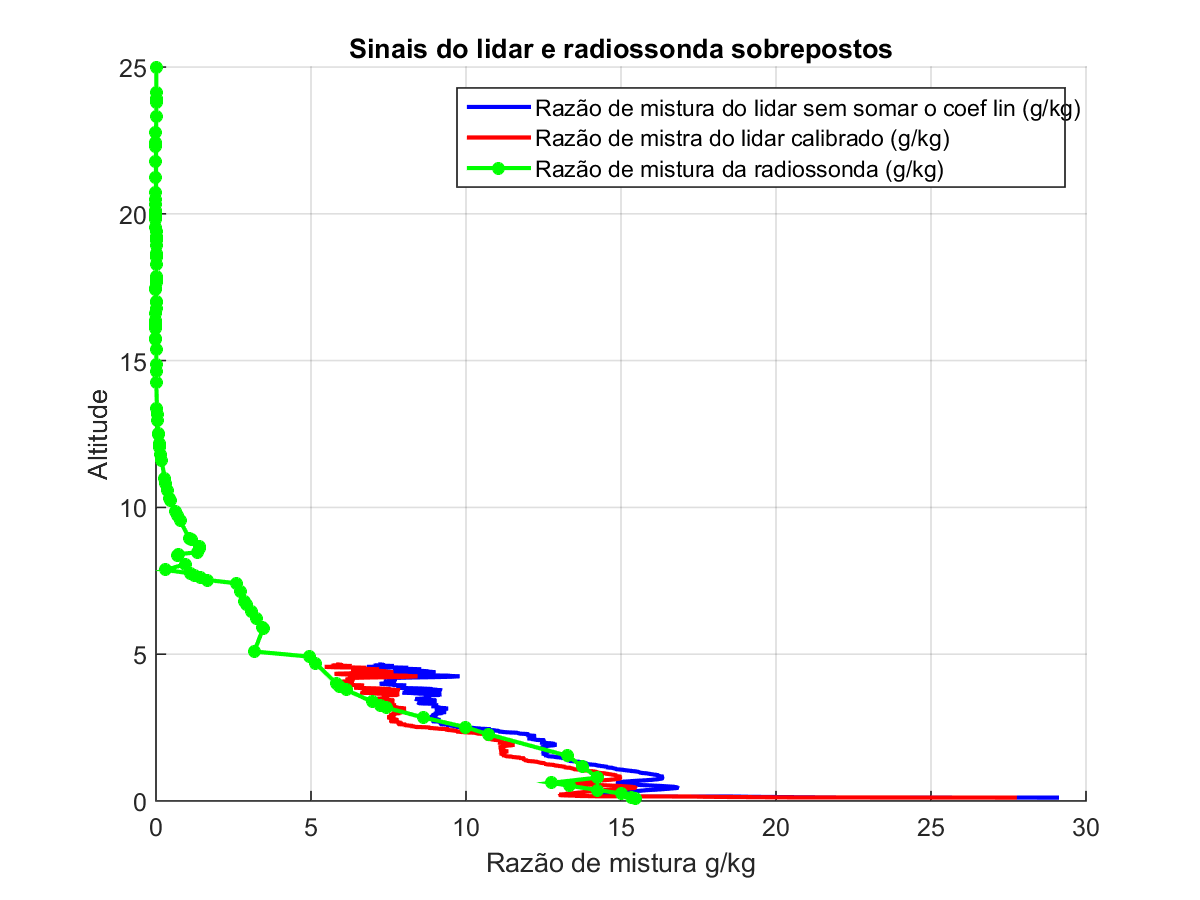 Sinais do lidar e radiossonda sobrepostos
Razão de mistura do lidar sem somar o coef lin (g/kg)
Razão de mistra do lidar calibrado (g/kg)
Razão de mistura da radiossonda (g/kg)
25
20
15
10
5
0
Altitude
0 5 10 15 20 25 30
Razão de mistura g/kg